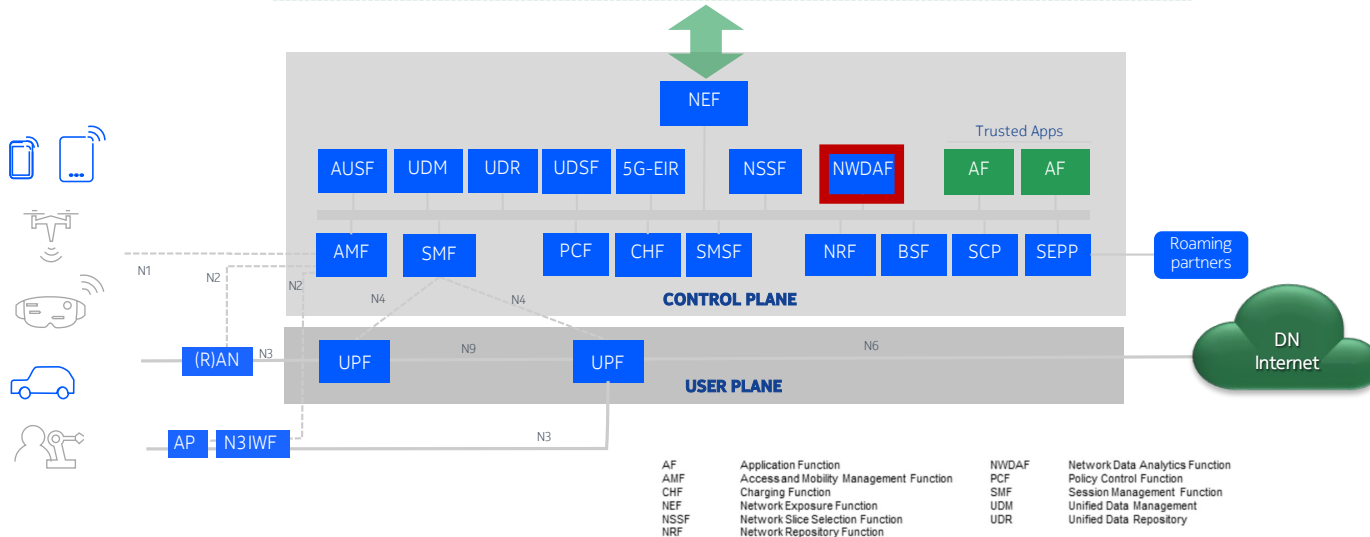 NEF
Trusted Apps
AUSF UDM UDR UDSF 5G-EIR NSSF NWDAF AF AF
AMF SMF PCF CHF SMSF NRF BSF SCP SEPP
Roaming
partners
N1
N2
N2
N4
N4
CONTROL PLANE
(R)AN
N3
UPF
N9
UPF
N6
DN
Internet
USER PLANE
AP
N3IWF
N3
AF Application Function
AMF Access and Mobility Management Function
CHF Charging Function
NEF Network Exposure Function
NSSF Network Slice Selection Function
NRF Network Repository Function
NWDAF Network Data Analytics Function
PCF Policy Control Function
SMF Session Management Function
UDM Unified Data Management
UDR Unified Data Repository